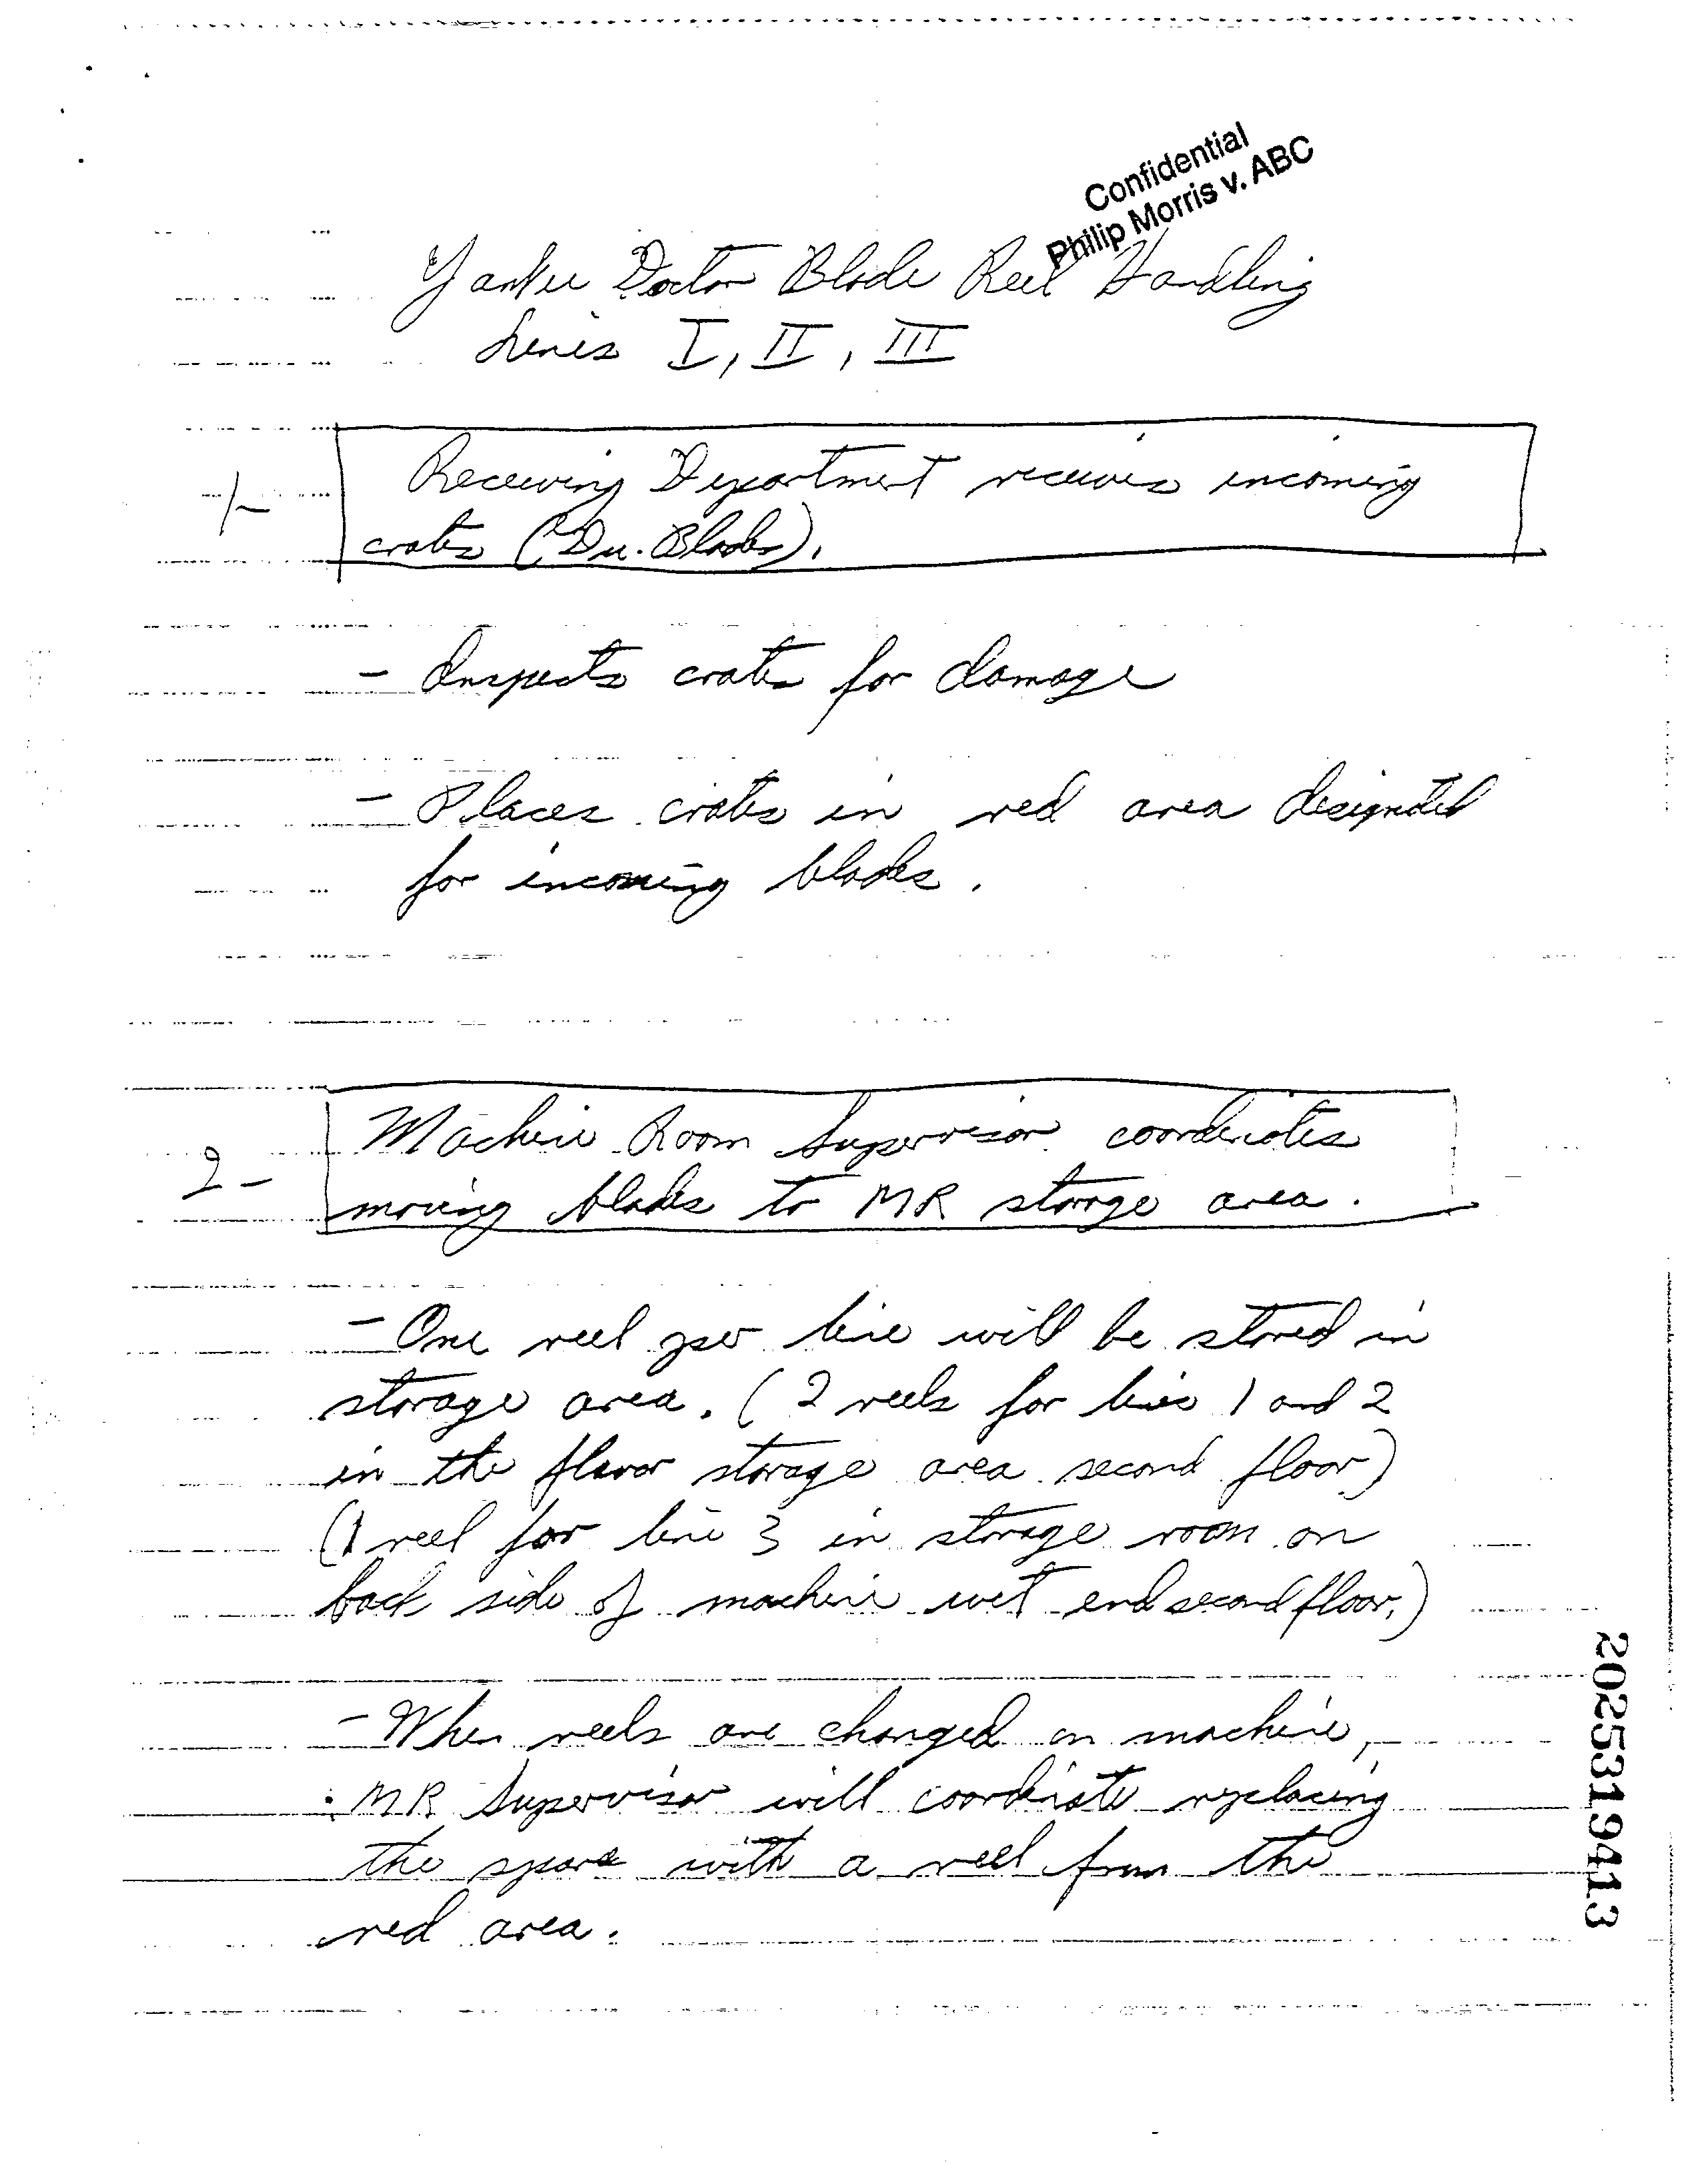 Confidential
Philip Morris v. ABC
Yankee Doctor Blade Reel Handling
Lines I, II, III
1-
Receiving Department receives incoming
crates (Dr. Blades).
- Inspects crates for damage
- Places crates in red area designated
for incoming blades.
2-
Machine Room Supervisor coordinates
moving blades to MR storage area.
- One reel per line will be stored in
storage area. (2 reels for line 1 and 2
in the flavor storage area second floor)
(1 reel for line 3 in storage room on
back side of machine wet end second floor.)
- When reels are changed on machine,
MR Supervisor will coordinate replacing
the spare with a reel from the
red area.
2025319413